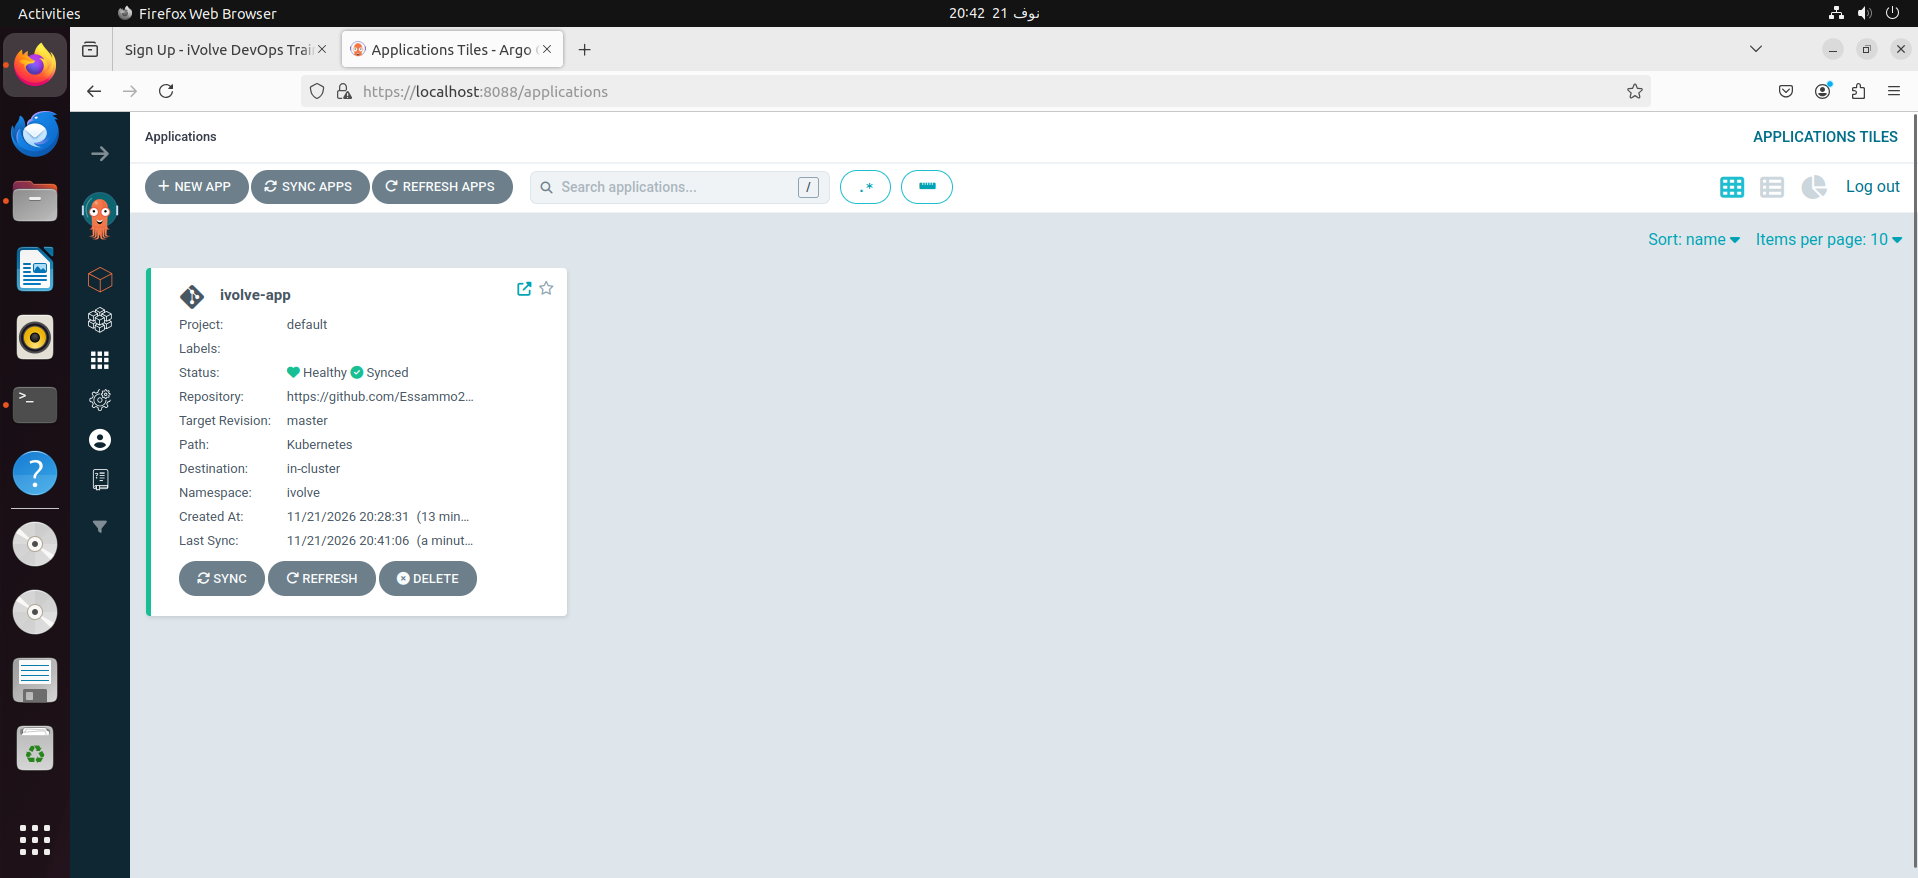 Activities Firefox Web Browser 20:42 21 نوف
Sign Up - iVolve DevOps Trai Applications Tiles - Argo
https://localhost:8088/applications
Applications APPLICATIONS TILES
NEW APP SYNC APPS REFRESH APPS Search applications... / .* Log out
Sort: name Items per page: 10
ivolve-app
Project: default
Labels:
Status: Healthy Synced
Repository: https://github.com/Essammo2...
Target Revision: master
Path: Kubernetes
Destination: in-cluster
Namespace: ivolve
Created At: 11/21/2026 20:28:31 (13 min...
Last Sync: 11/21/2026 20:41:06 (a minut...
SYNC REFRESH DELETE